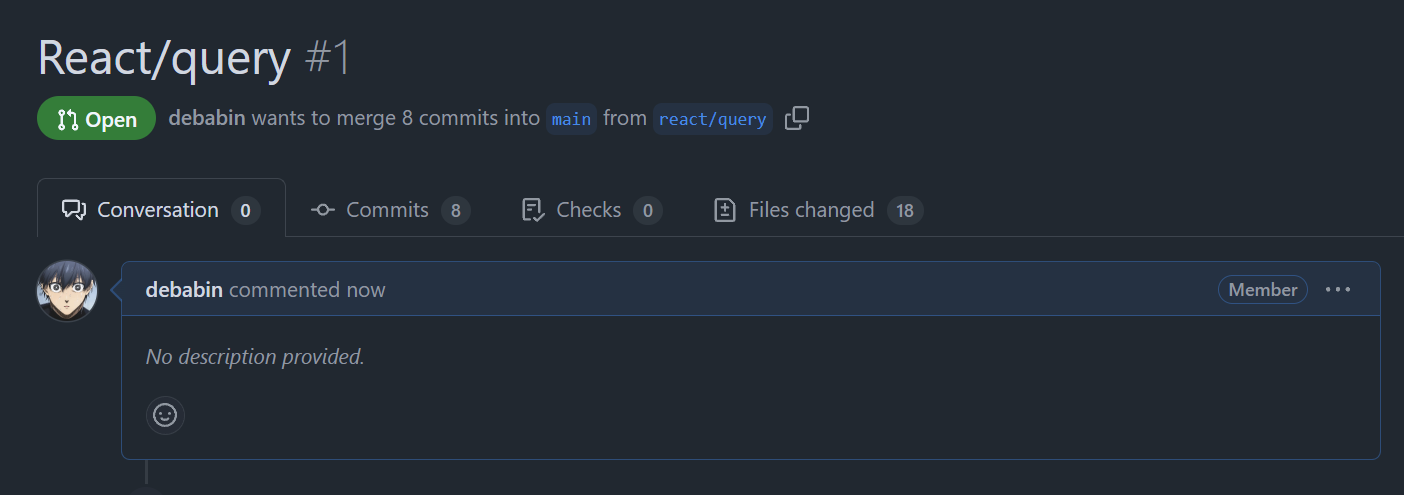 React/query #1
Open debabin wants to merge 8 commits into main from react/query
Conversation 0 Commits 8 Checks 0 Files changed 18
debabin commented now Member
No description provided.